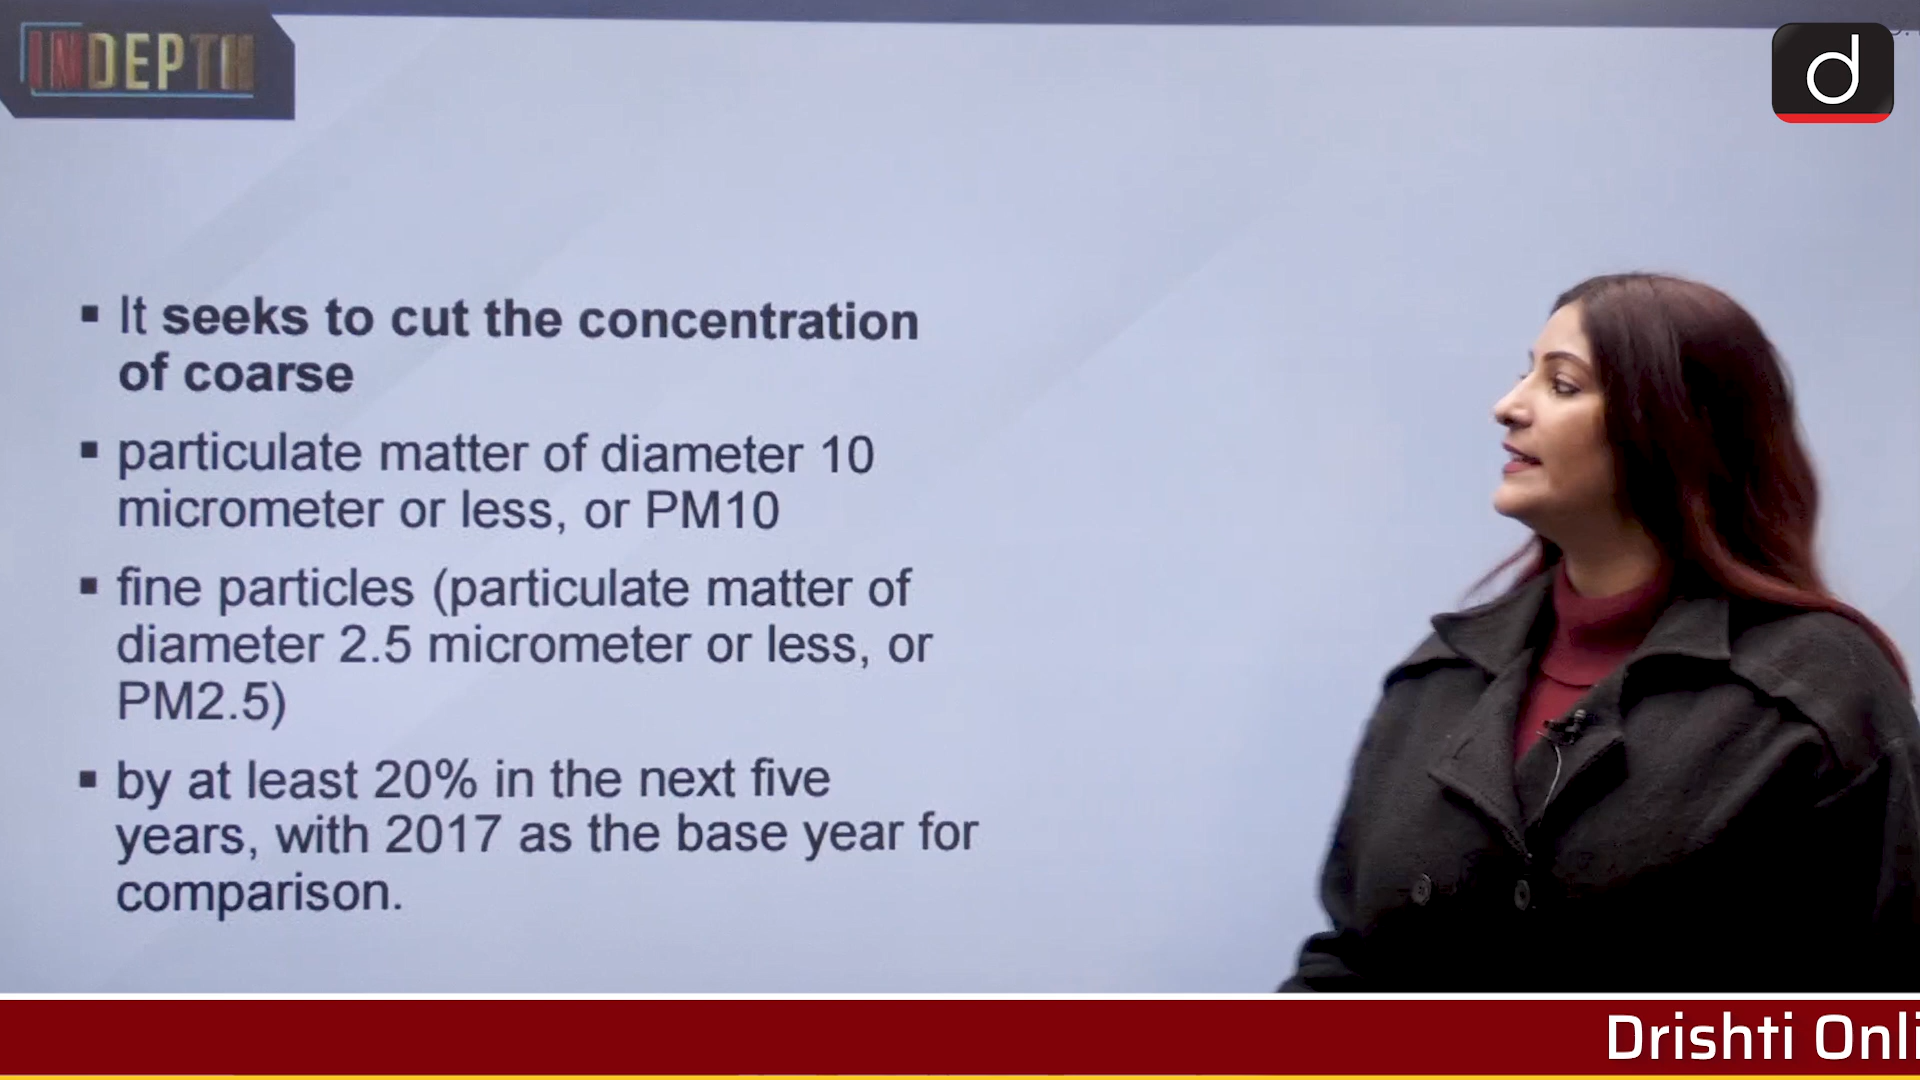 INDEPTH
d
▪ It seeks to cut the concentration
of coarse
▪ particulate matter of diameter 10
micrometer or less, or PM10
▪ fine particles (particulate matter of
diameter 2.5 micrometer or less, or
PM2.5)
▪ by at least 20% in the next five
years, with 2017 as the base year for
comparison.
Drishti Onli